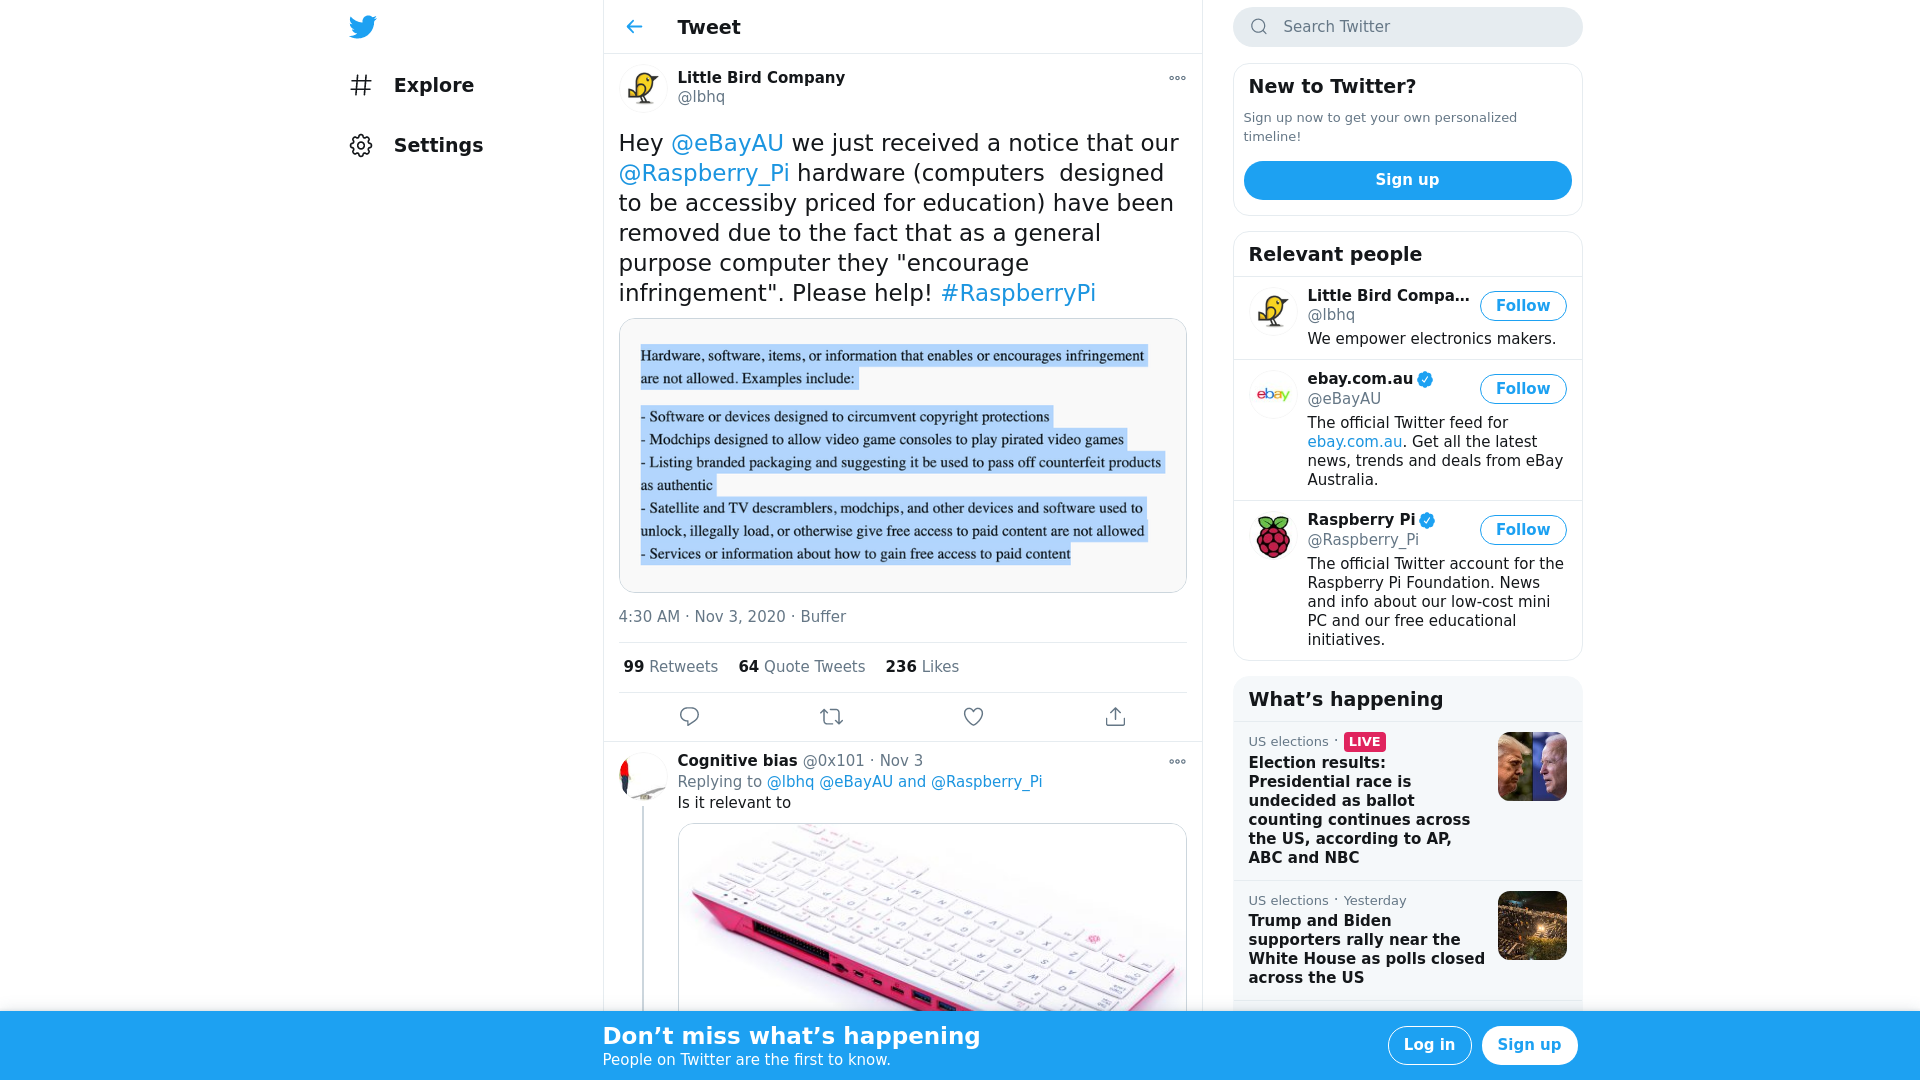 Explore
Settings
Tweet
Little Bird Company
@lbhq
Hey @eBayAU we just received a notice that our
@Raspberry_Pi hardware (computers  designed
to be accessiby priced for education) have been
removed due to the fact that as a general
purpose computer they "encourage
infringement". Please help! #RaspberryPi
Hardware, software, items, or information that enables or encourages infringement
are not allowed. Examples include:
- Software or devices designed to circumvent copyright protections
- Modchips designed to allow video game consoles to play pirated video games
- Listing branded packaging and suggesting it be used to pass off counterfeit products
as authentic
- Satellite and TV descramblers, modchips, and other devices and software used to
unlock, illegally load, or otherwise give free access to paid content are not allowed
- Services or information about how to gain free access to paid content
4:30 AM · Nov 3, 2020 · Buffer
99 Retweets 64 Quote Tweets 236 Likes
Cognitive bias @0x101 · Nov 3
Replying to @lbhq @eBayAU and @Raspberry_Pi
Is it relevant to
Search Twitter
New to Twitter?
Sign up now to get your own personalized
timeline!
Sign up
Relevant people
Little Bird Compa...
Follow
@lbhq
We empower electronics makers.
ebay
ebay.com.au
Follow
@eBayAU
The official Twitter feed for
ebay.com.au. Get all the latest
news, trends and deals from eBay
Australia.
Raspberry Pi
Follow
@Raspberry_Pi
The official Twitter account for the
Raspberry Pi Foundation. News
and info about our low-cost mini
PC and our free educational
initiatives.
What’s happening
US elections · LIVE
Election results:
Presidential race is
undecided as ballot
counting continues across
the US, according to AP,
ABC and NBC
US elections · Yesterday
Trump and Biden
supporters rally near the
White House as polls closed
across the US
Don’t miss what’s happening
People on Twitter are the first to know.
Log in
Sign up